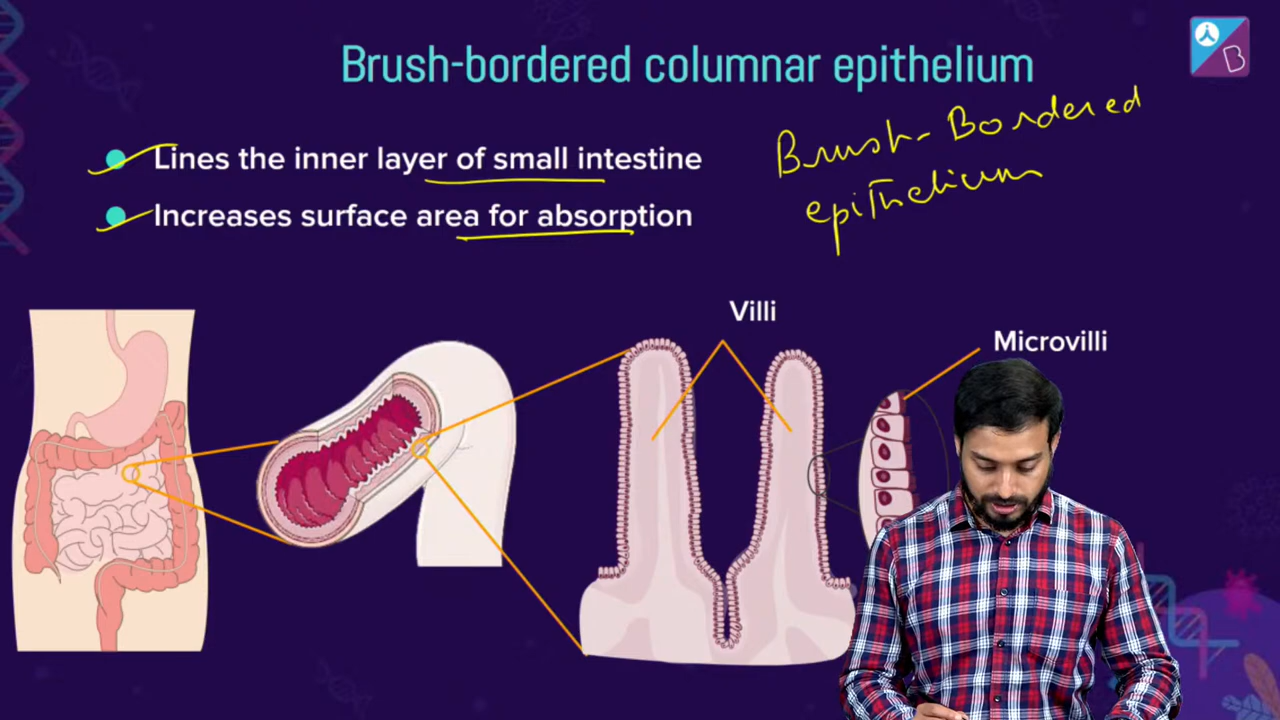 Brush-bordered columnar epithelium
Lines the inner layer of small intestine
Increases surface area for absorption
Brush-Bordered
epithelium
Villi
Microvilli
B